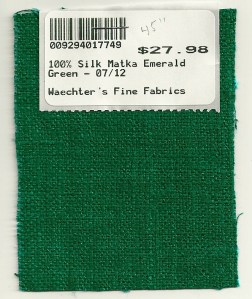 009294017749
45"
$27.98
100% Silk Matka Emerald
Green - 07/12
Waechter's Fine Fabrics